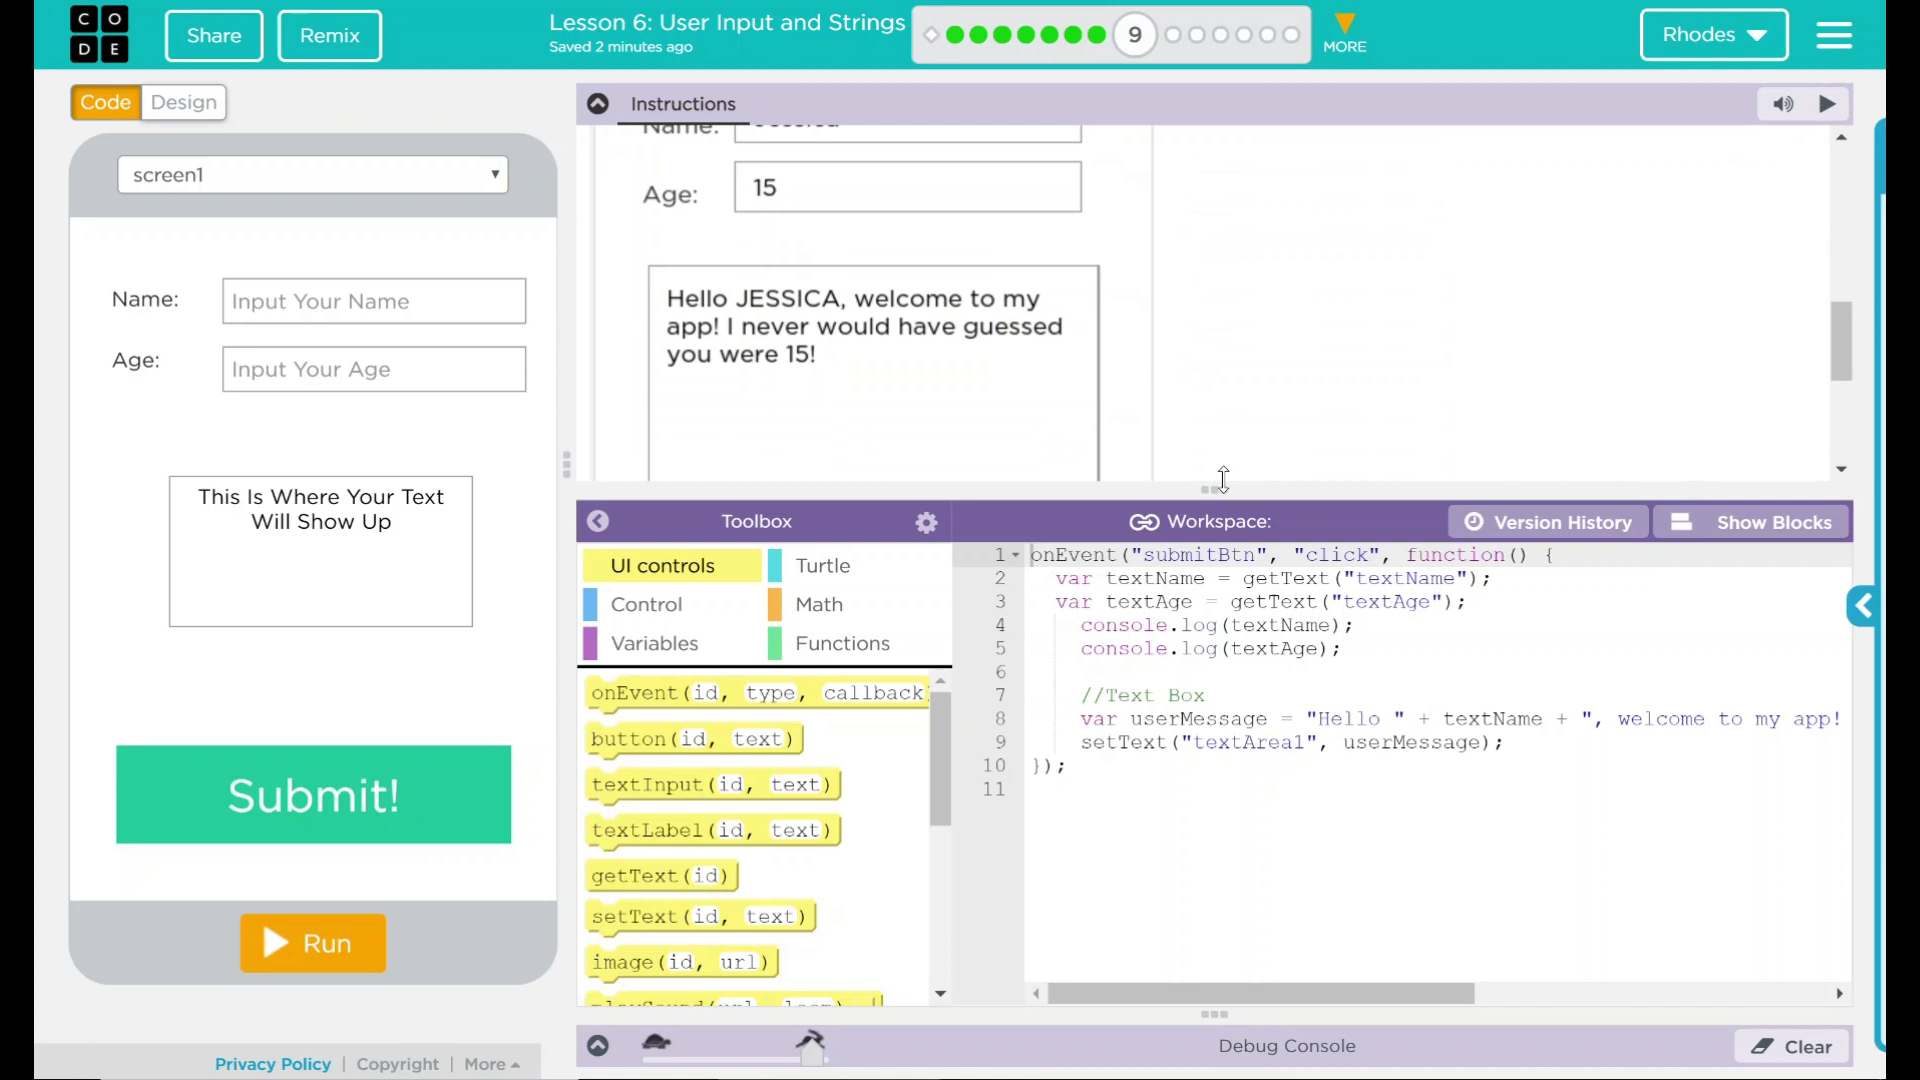 CODE
Share
Remix
Lesson 6: User Input and Strings
Saved 2 minutes ago
9
MORE
Rhodes
Code
Design
Instructions
screen1
Name:
Age:
15
Name:
Input Your Name
Age:
Input Your Age
Hello JESSICA, welcome to my
app! I never would have guessed
you were 15!
This Is Where Your Text
Will Show Up
Submit!
Run
Toolbox
Workspace:
Version History
Show Blocks
UI controls
Turtle
Control
Math
Variables
Functions
onEvent(id, type, callback)
button(id, text)
textInput(id, text)
textLabel(id, text)
getText(id)
setText(id, text)
image(id, url)
1 onEvent("submitBtn", "click", function() {
2 var textName = getText("textName");
3 var textAge = getText("textAge");
4 console.log(textName);
5 console.log(textAge);
6
7 //Text Box
8 var userMessage = "Hello " + textName + ", welcome to my app!
9 setText("textArea1", userMessage);
10 });
11
Debug Console
Clear
Privacy Policy | Copyright | More